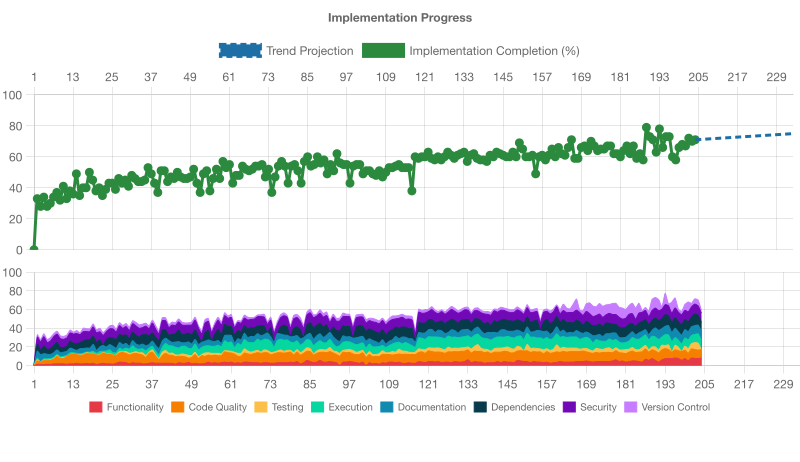 Implementation Progress
Trend Projection Implementation Completion (%)
1 13 25 37 49 61 73 85 97 109 121 133 145 157 169 181 193 205 217 229
100
80
60
40
20
0
100
80
60
40
20
0
1 13 25 37 49 61 73 85 97 109 121 133 145 157 169 181 193 205 217 229
Functionality Code Quality Testing Execution Documentation Dependencies Security Version Control